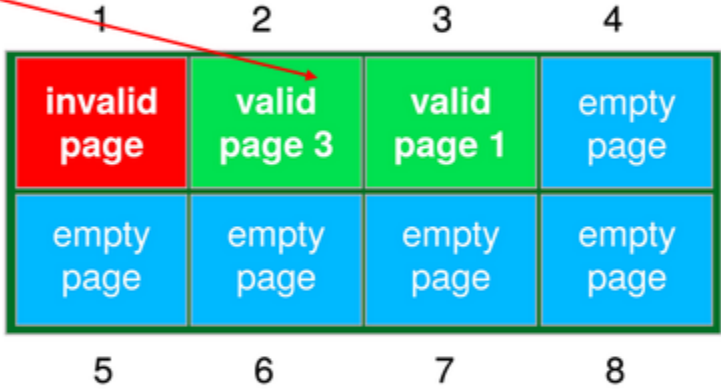 1 2 3 4
invalid page valid page 3 valid page 1 empty page
empty page empty page empty page empty page
5 6 7 8